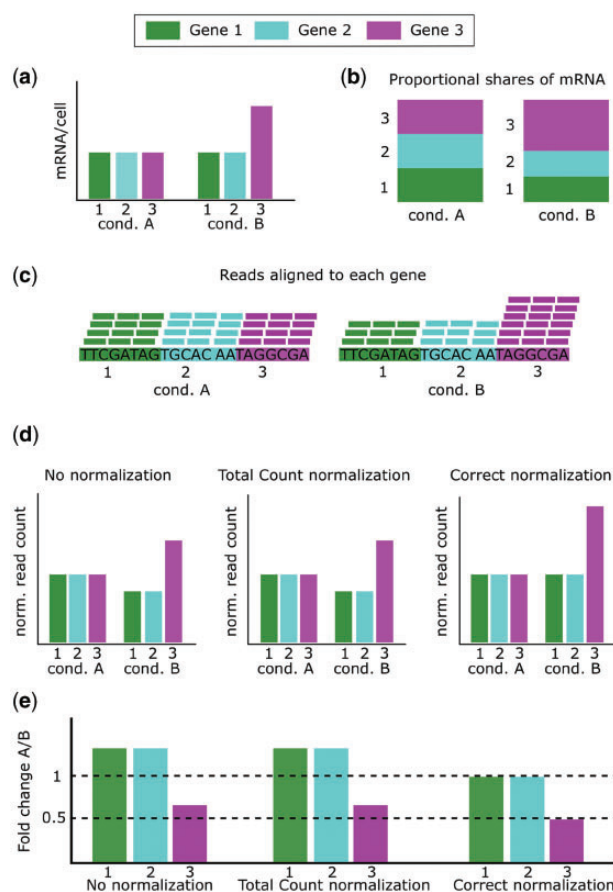 Gene 1 Gene 2 Gene 3
(a)
mRNA/cell
1 2 3 1 2 3
cond. A cond. B
(b)
Proportional shares of mRNA
3 3
2 2
1 1
cond. A cond. B
(c)
Reads aligned to each gene
TTCGATAGTGCACAATAGGCGA TTCGATAGTGCACAATAGGCGA
1 2 3 1 2 3
cond. A cond. B
(d)
No normalization Total Count normalization Correct normalization
norm. read count norm. read count norm. read count
1 2 3 1 2 3 1 2 3 1 2 3 1 2 3 1 2 3
cond. A cond. B cond. A cond. B cond. A cond. B
(e)
Fold change A/B
1
0.5
1 2 3 1 2 3 1 2 3
No normalization Total Count normalization Correct normalization